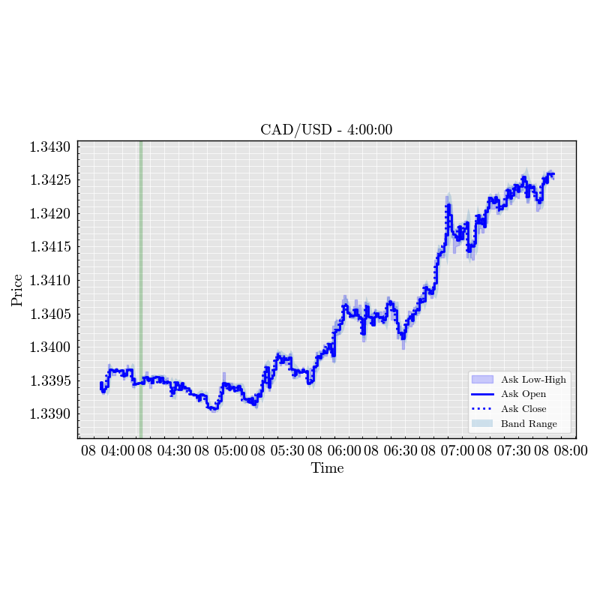 CAD/USD - 4:00:00
1.3430
1.3425
1.3420
1.3415
1.3410
1.3405
1.3400
1.3395
1.3390
Price
Ask Low-High
Ask Open
Ask Close
Band Range
08 04:00 08 04:30 08 05:00 08 05:30 08 06:00 08 06:30 08 07:00 08 07:30 08 08:00
Time